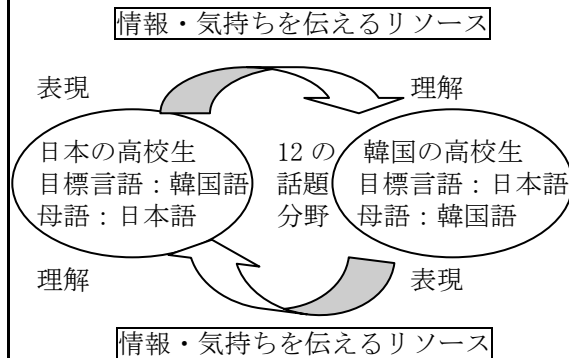 情報・気持ちを伝えるリソース
表現
理解
日本の高校生
目標言語：韓国語
母語：日本語
12 の
話題
分野
韓国の高校生
目標言語：日本語
母語：韓国語
理解
表現
情報・気持ちを伝えるリソース